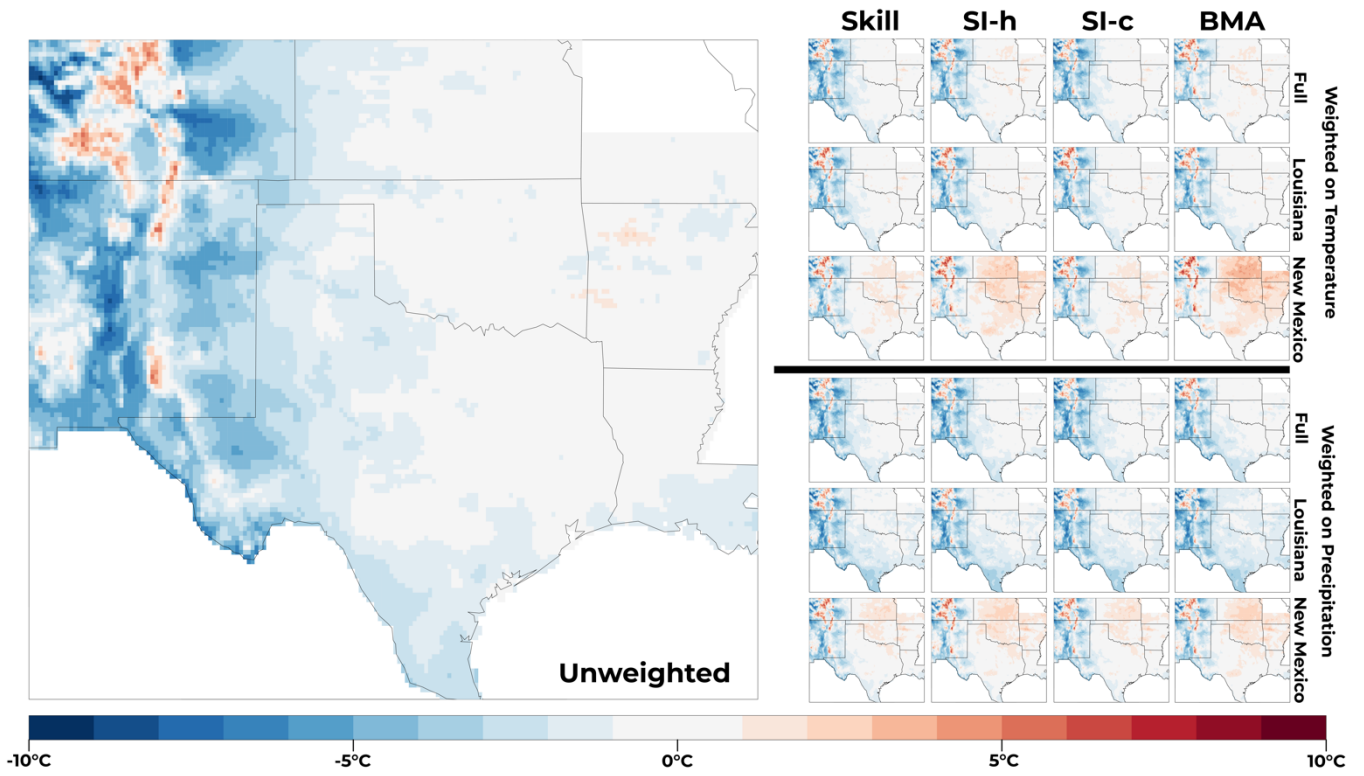 Skill SI-h SI-c BMA
Full
Louisiana
New Mexico
Weighted on Temperature
Full
Louisiana
New Mexico
Weighted on Precipitation
Unweighted
-10°C -5°C 0°C 5°C 10°C